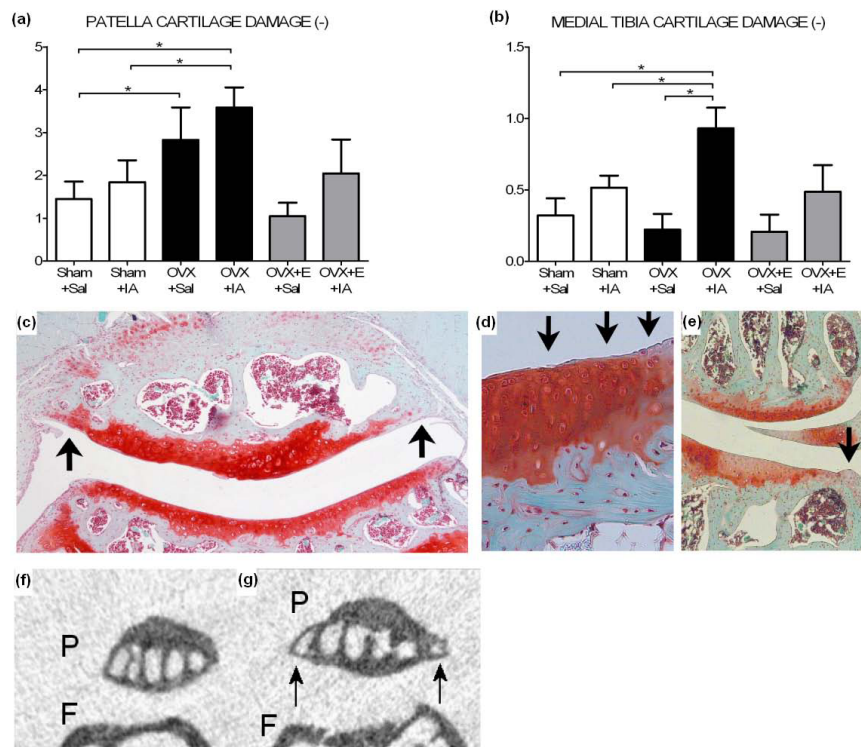 (a)
PATELLA CARTILAGE DAMAGE (-)
5
4
3
2
1
0
*
*
*
Sham +Sal
Sham +IA
OVX +Sal
OVX +IA
OVX+E +Sal
OVX+E +IA
(b)
MEDIAL TIBIA CARTILAGE DAMAGE (-)
1.5
1.0
0.5
0.0
*
*
*
Sham +Sal
Sham +IA
OVX +Sal
OVX +IA
OVX+E +Sal
OVX+E +IA
(c)
(d)
(e)
(f)
P
F
(g)
P
F